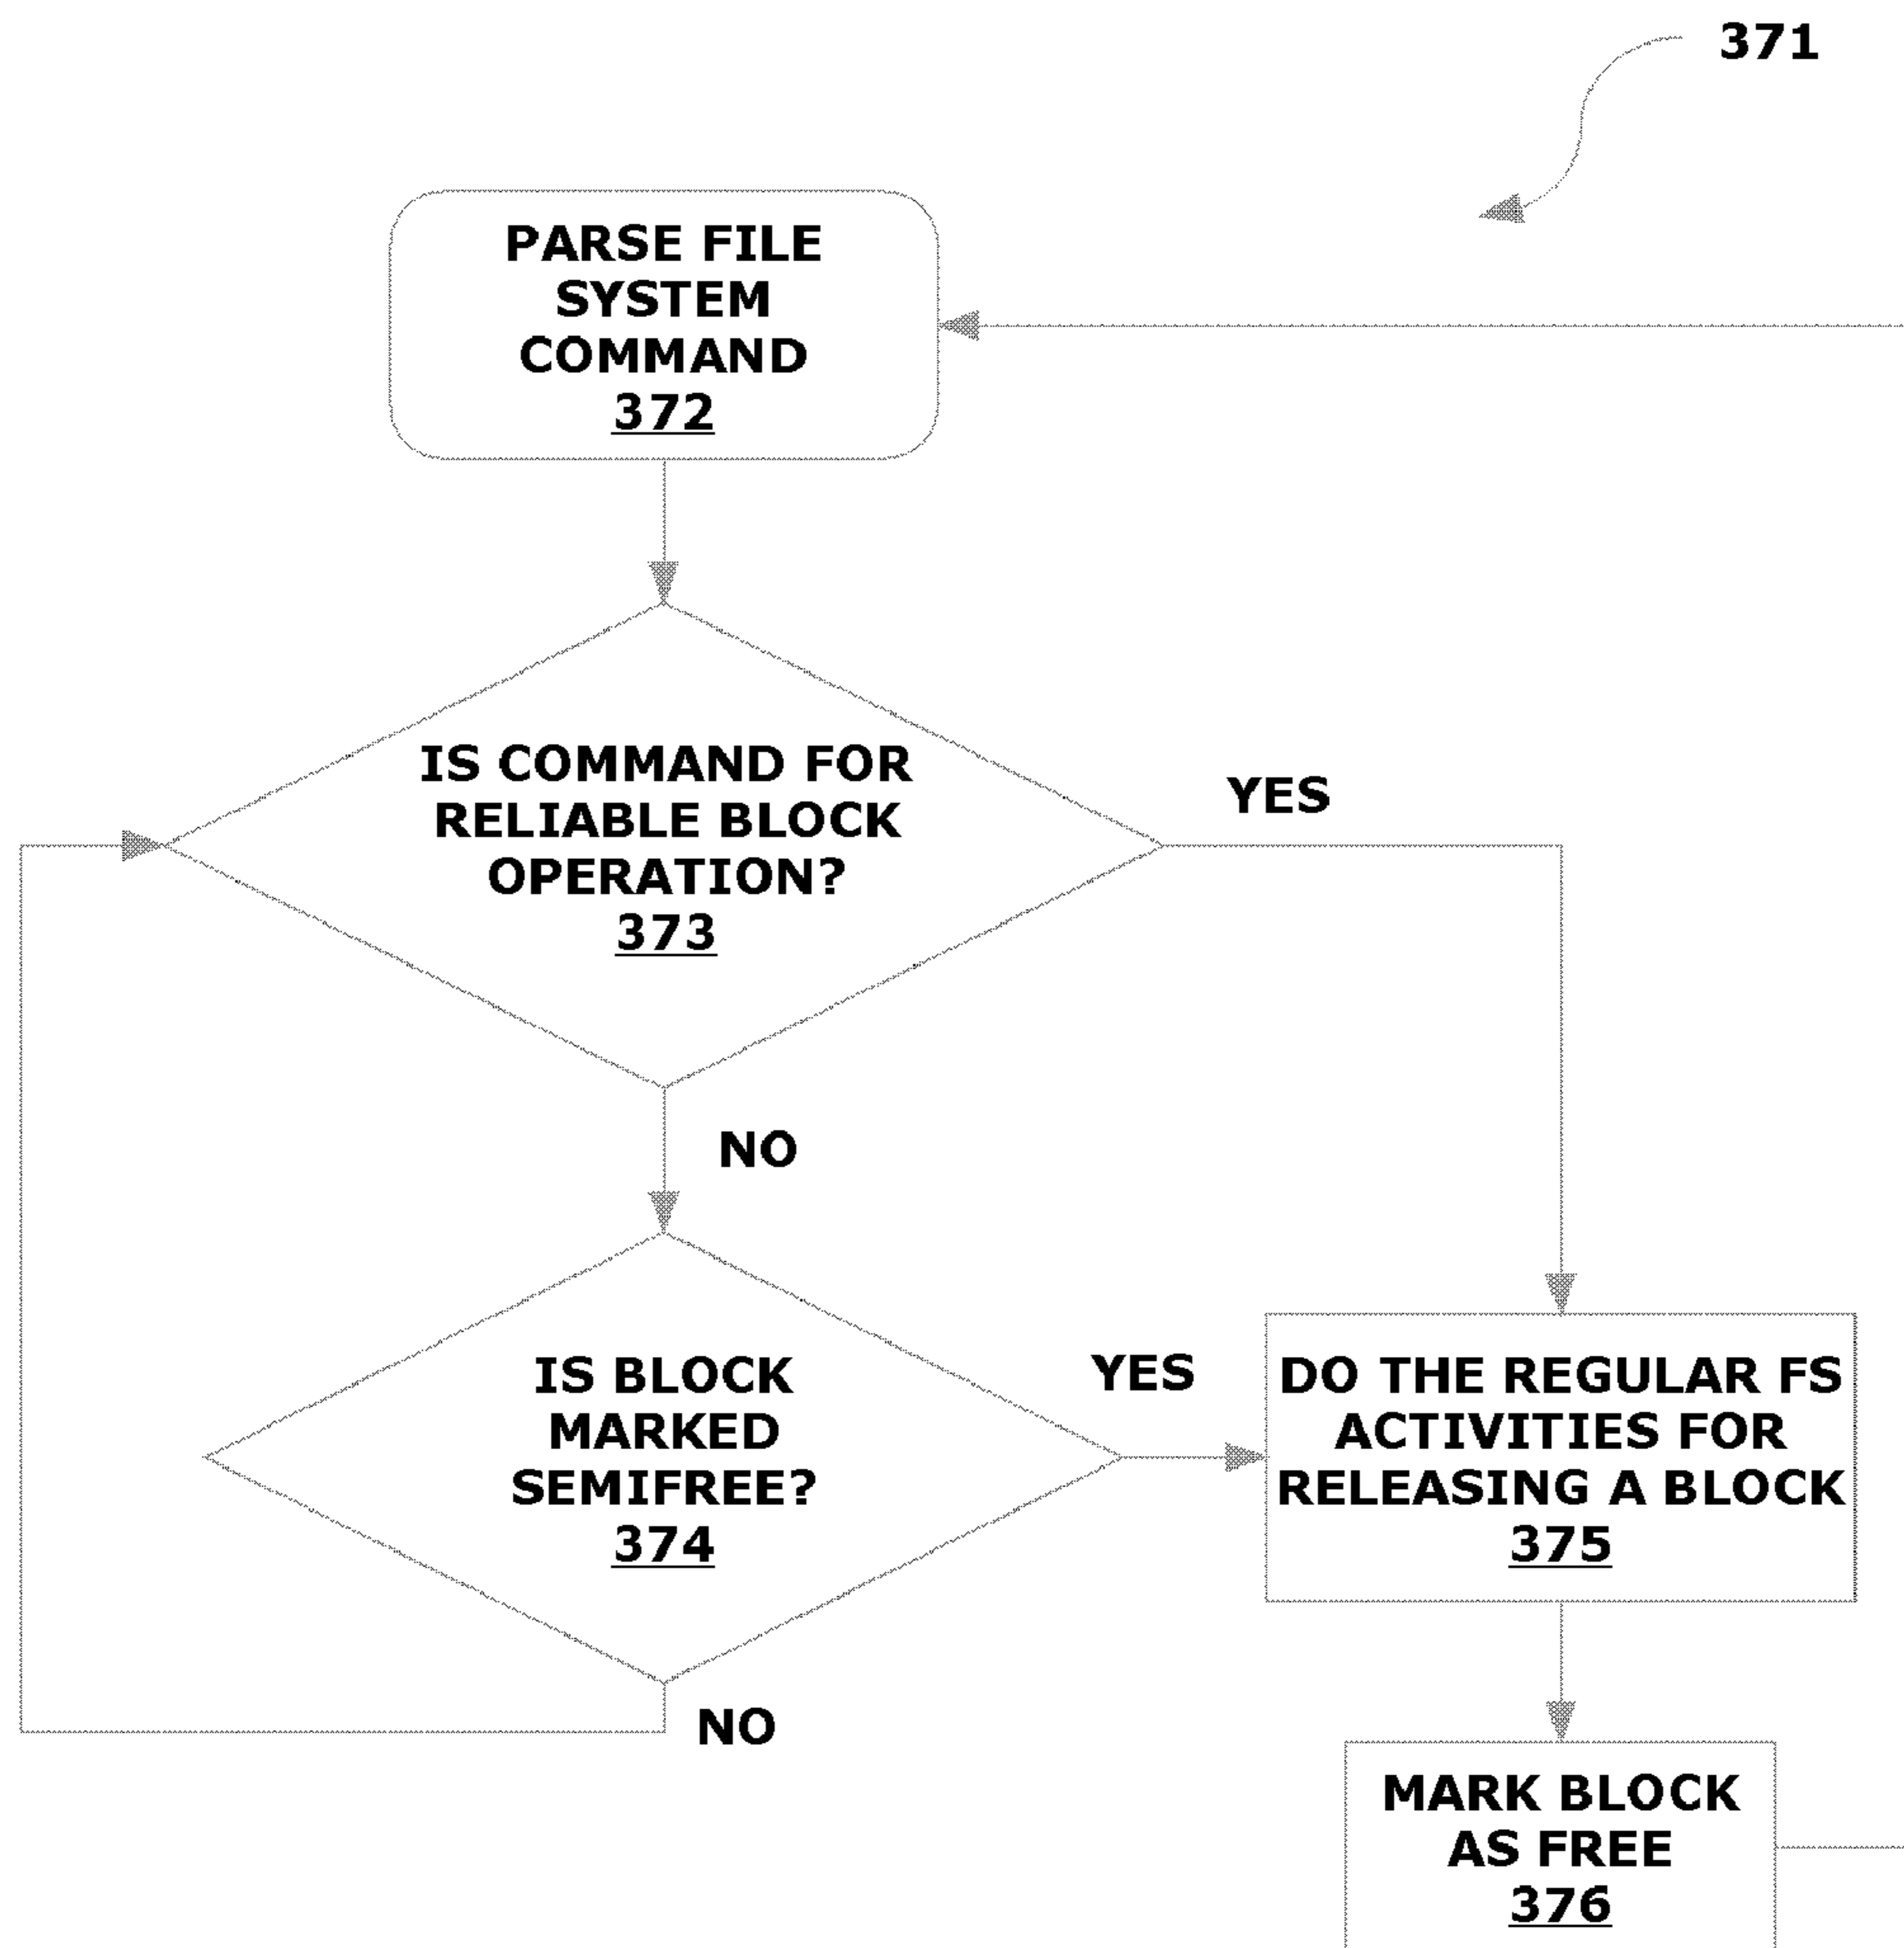 371
PARSE FILE
SYSTEM
COMMAND
372
IS COMMAND FOR
RELIABLE BLOCK
OPERATION?
373
YES
NO
IS BLOCK
MARKED
SEMIFREE?
374
YES
NO
DO THE REGULAR FS
ACTIVITIES FOR
RELEASING A BLOCK
375
MARK BLOCK
AS FREE
376